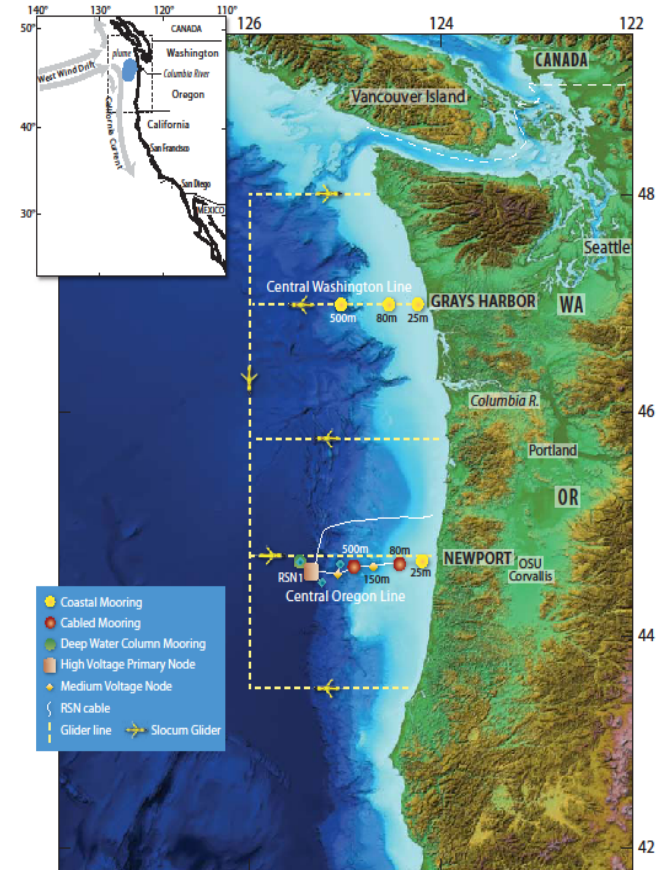 126
124
122
50°
40°
30°
130°
120°
110°
CANADA
Washington
plume
Columbia River
West Wind Drift
Oregon
California Current
California
San Francisco
San Diego
MEXICO
CANADA
Vancouver Island
48
Seattle
Central Washington Line
GRAYS HARBOR
WA
500m
80m
25m
Columbia R.
46
Portland
OR
500m
80m
NEWPORT
OSU
RSN1
150m
25m
Corvallis
Central Oregon Line
Coastal Mooring
Cabled Mooring
Deep Water Column Mooring
High Voltage Primary Node
Medium Voltage Node
RSN cable
Glider line
Slocum Glider
44
42